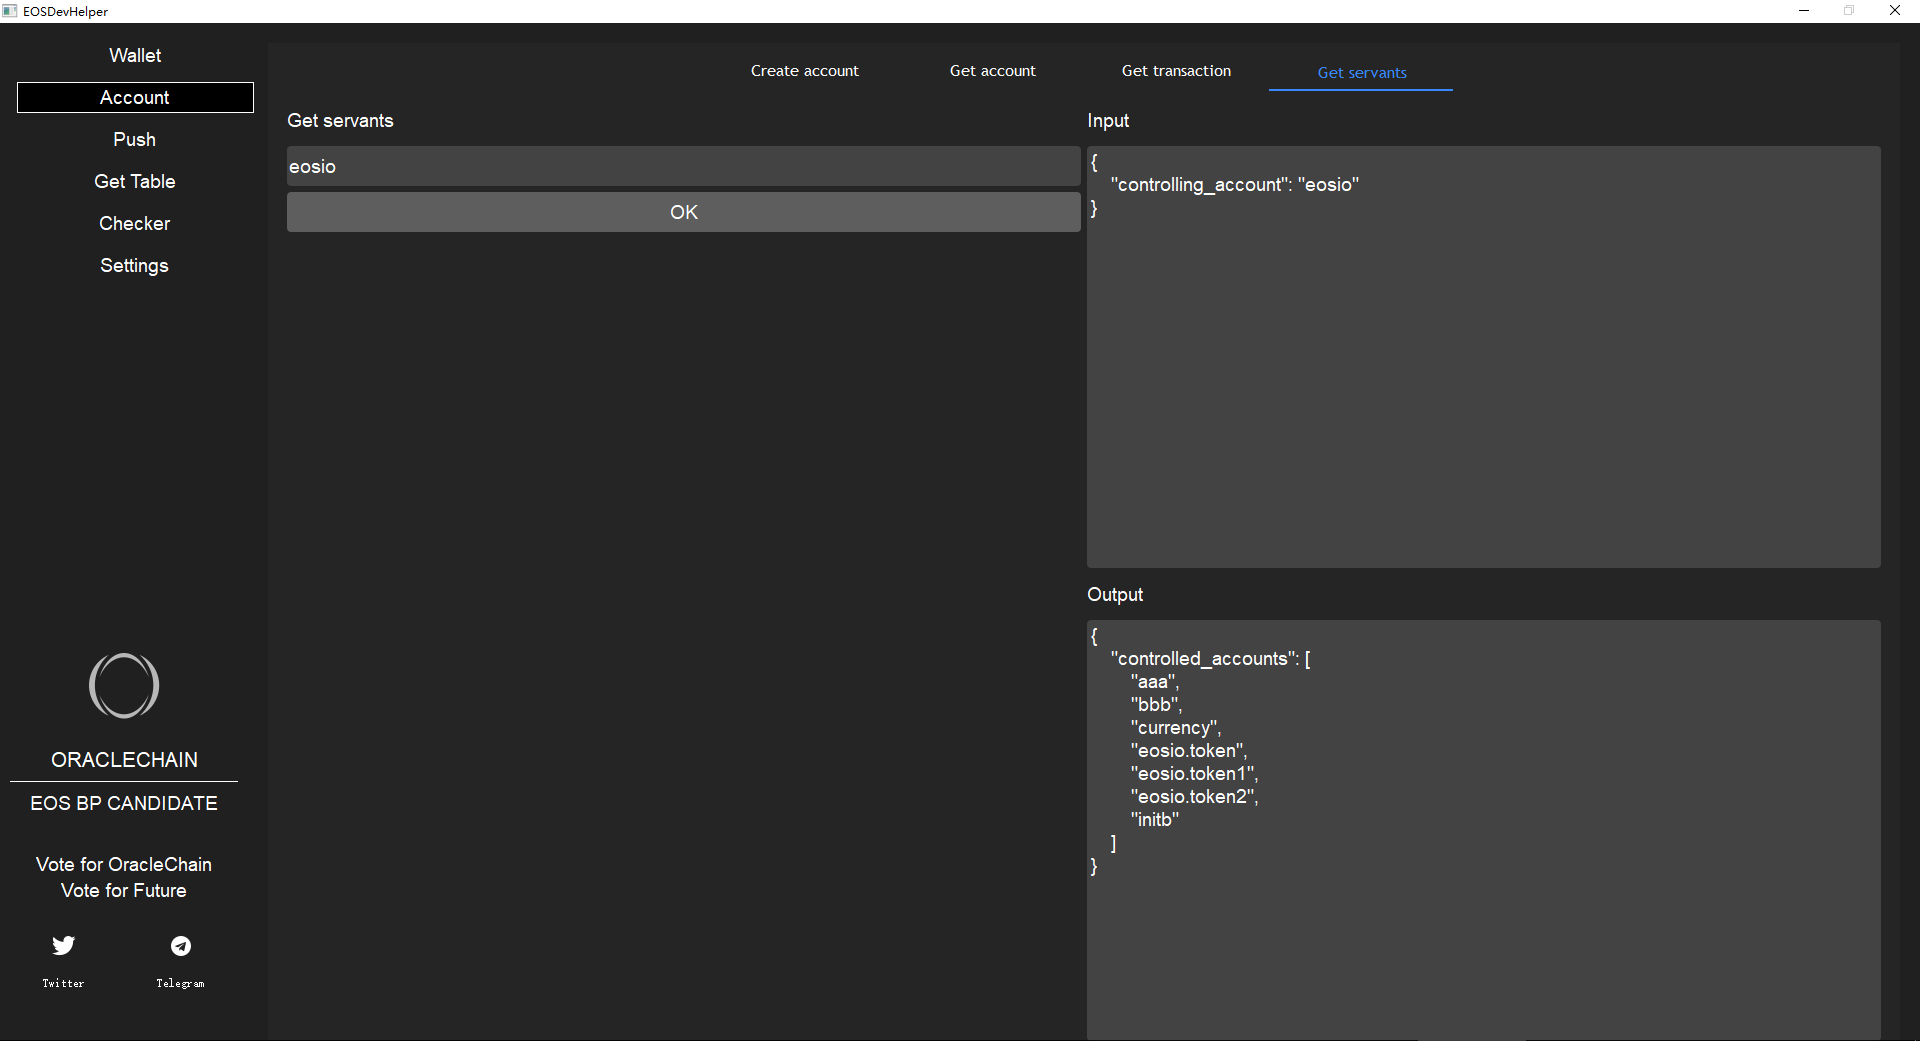 EOSDevHelper
Wallet
Account
Push
Get Table
Checker
Settings
ORACLECHAIN
EOS BP CANDIDATE
Vote for OracleChain
Vote for Future
Twitter
Telegram
Create account
Get account
Get transaction
Get servants
Get servants
eosio
OK
Input
{
"controlling_account": "eosio"
}
Output
{
"controlled_accounts": [
"aaa",
"bbb",
"currency",
"eosio.token",
"eosio.token1",
"eosio.token2",
"initb"
]
}